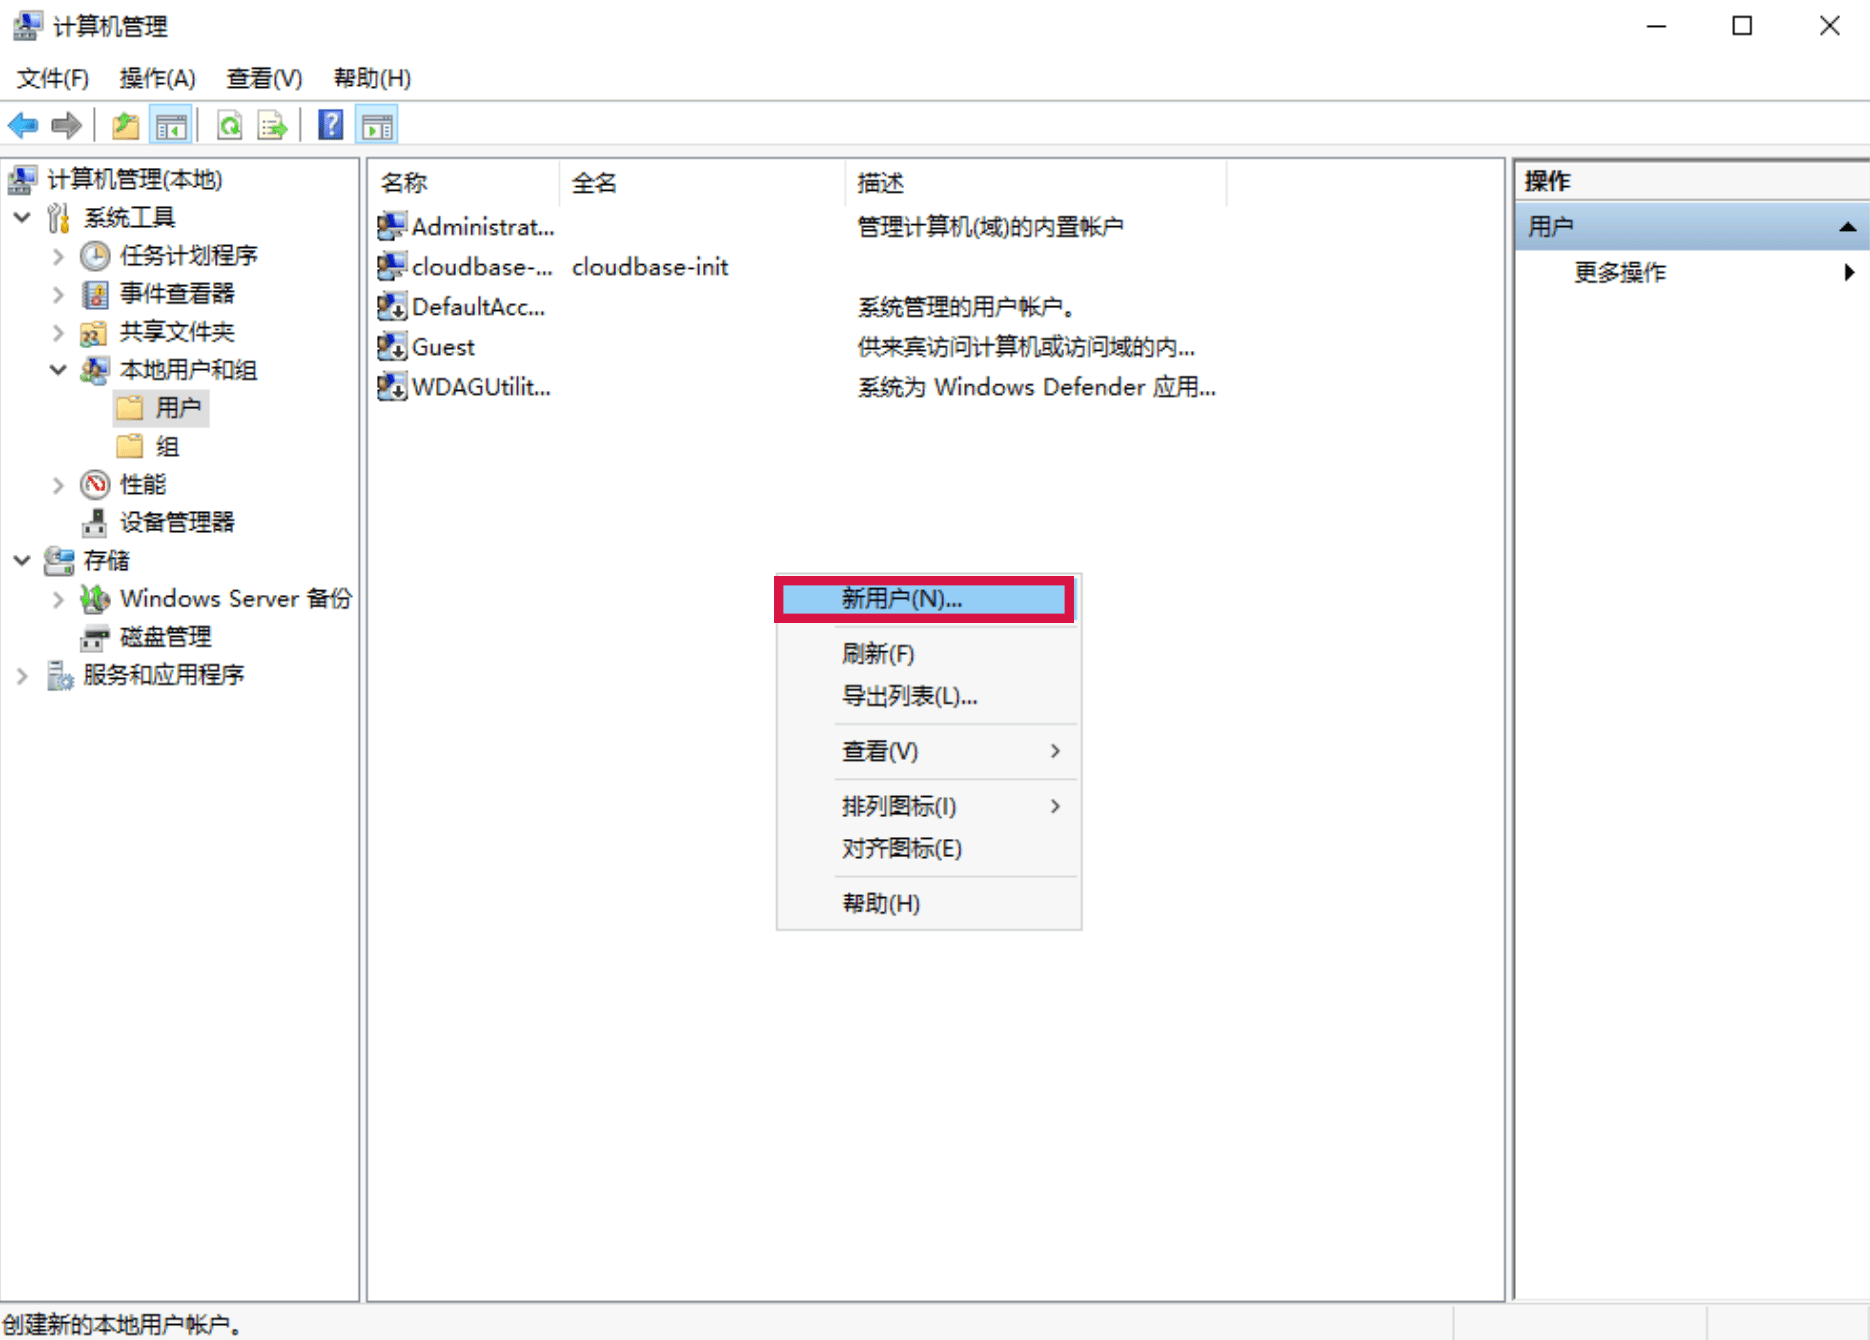 计算机管理
文件(F) 操作(A) 查看(V) 帮助(H)
计算机管理(本地)
系统工具
任务计划程序
事件查看器
共享文件夹
本地用户和组
用户
组
性能
设备管理器
存储
Windows Server 备份
磁盘管理
服务和应用程序
名称 全名 描述
Administrat... 管理计算机(域)的内置帐户
cloudbase-... cloudbase-init
DefaultAcc... 系统管理的用户帐户。
Guest 供来宾访问计算机或访问域的内...
WDAGUtilit... 系统为 Windows Defender 应用...
新用户(N)...
刷新(F)
导出列表(L)...
查看(V)
排列图标(I)
对齐图标(E)
帮助(H)
操作
用户
更多操作
创建新的本地用户帐户。